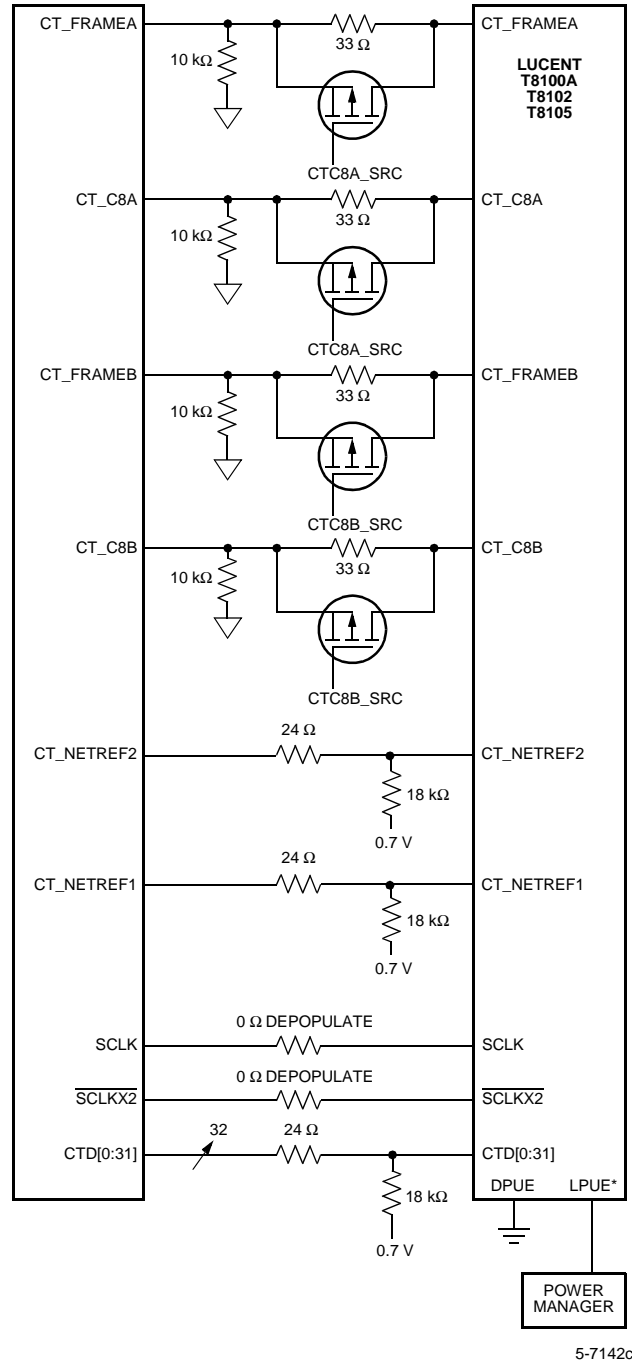 CT_FRAMEA
33 Ω
CT_FRAMEA
10 kΩ
LUCENT
T8100A
T8102
T8105
CTC8A_SRC
CT_C8A
33 Ω
CT_C8A
10 kΩ
CTC8A_SRC
CT_FRAMEB
33 Ω
CT_FRAMEB
10 kΩ
CTC8B_SRC
CT_C8B
33 Ω
CT_C8B
10 kΩ
CTC8B_SRC
24 Ω
CT_NETREF2
CT_NETREF2
18 kΩ
0.7 V
24 Ω
CT_NETREF1
CT_NETREF1
18 kΩ
0.7 V
0 Ω DEPOPULATE
SCLK
SCLK
0 Ω DEPOPULATE
SCLKX2
SCLKX2
32
24 Ω
CTD[0:31]
CTD[0:31]
DPUE
LPUE*
18 kΩ
0.7 V
POWER
MANAGER
5-7142c